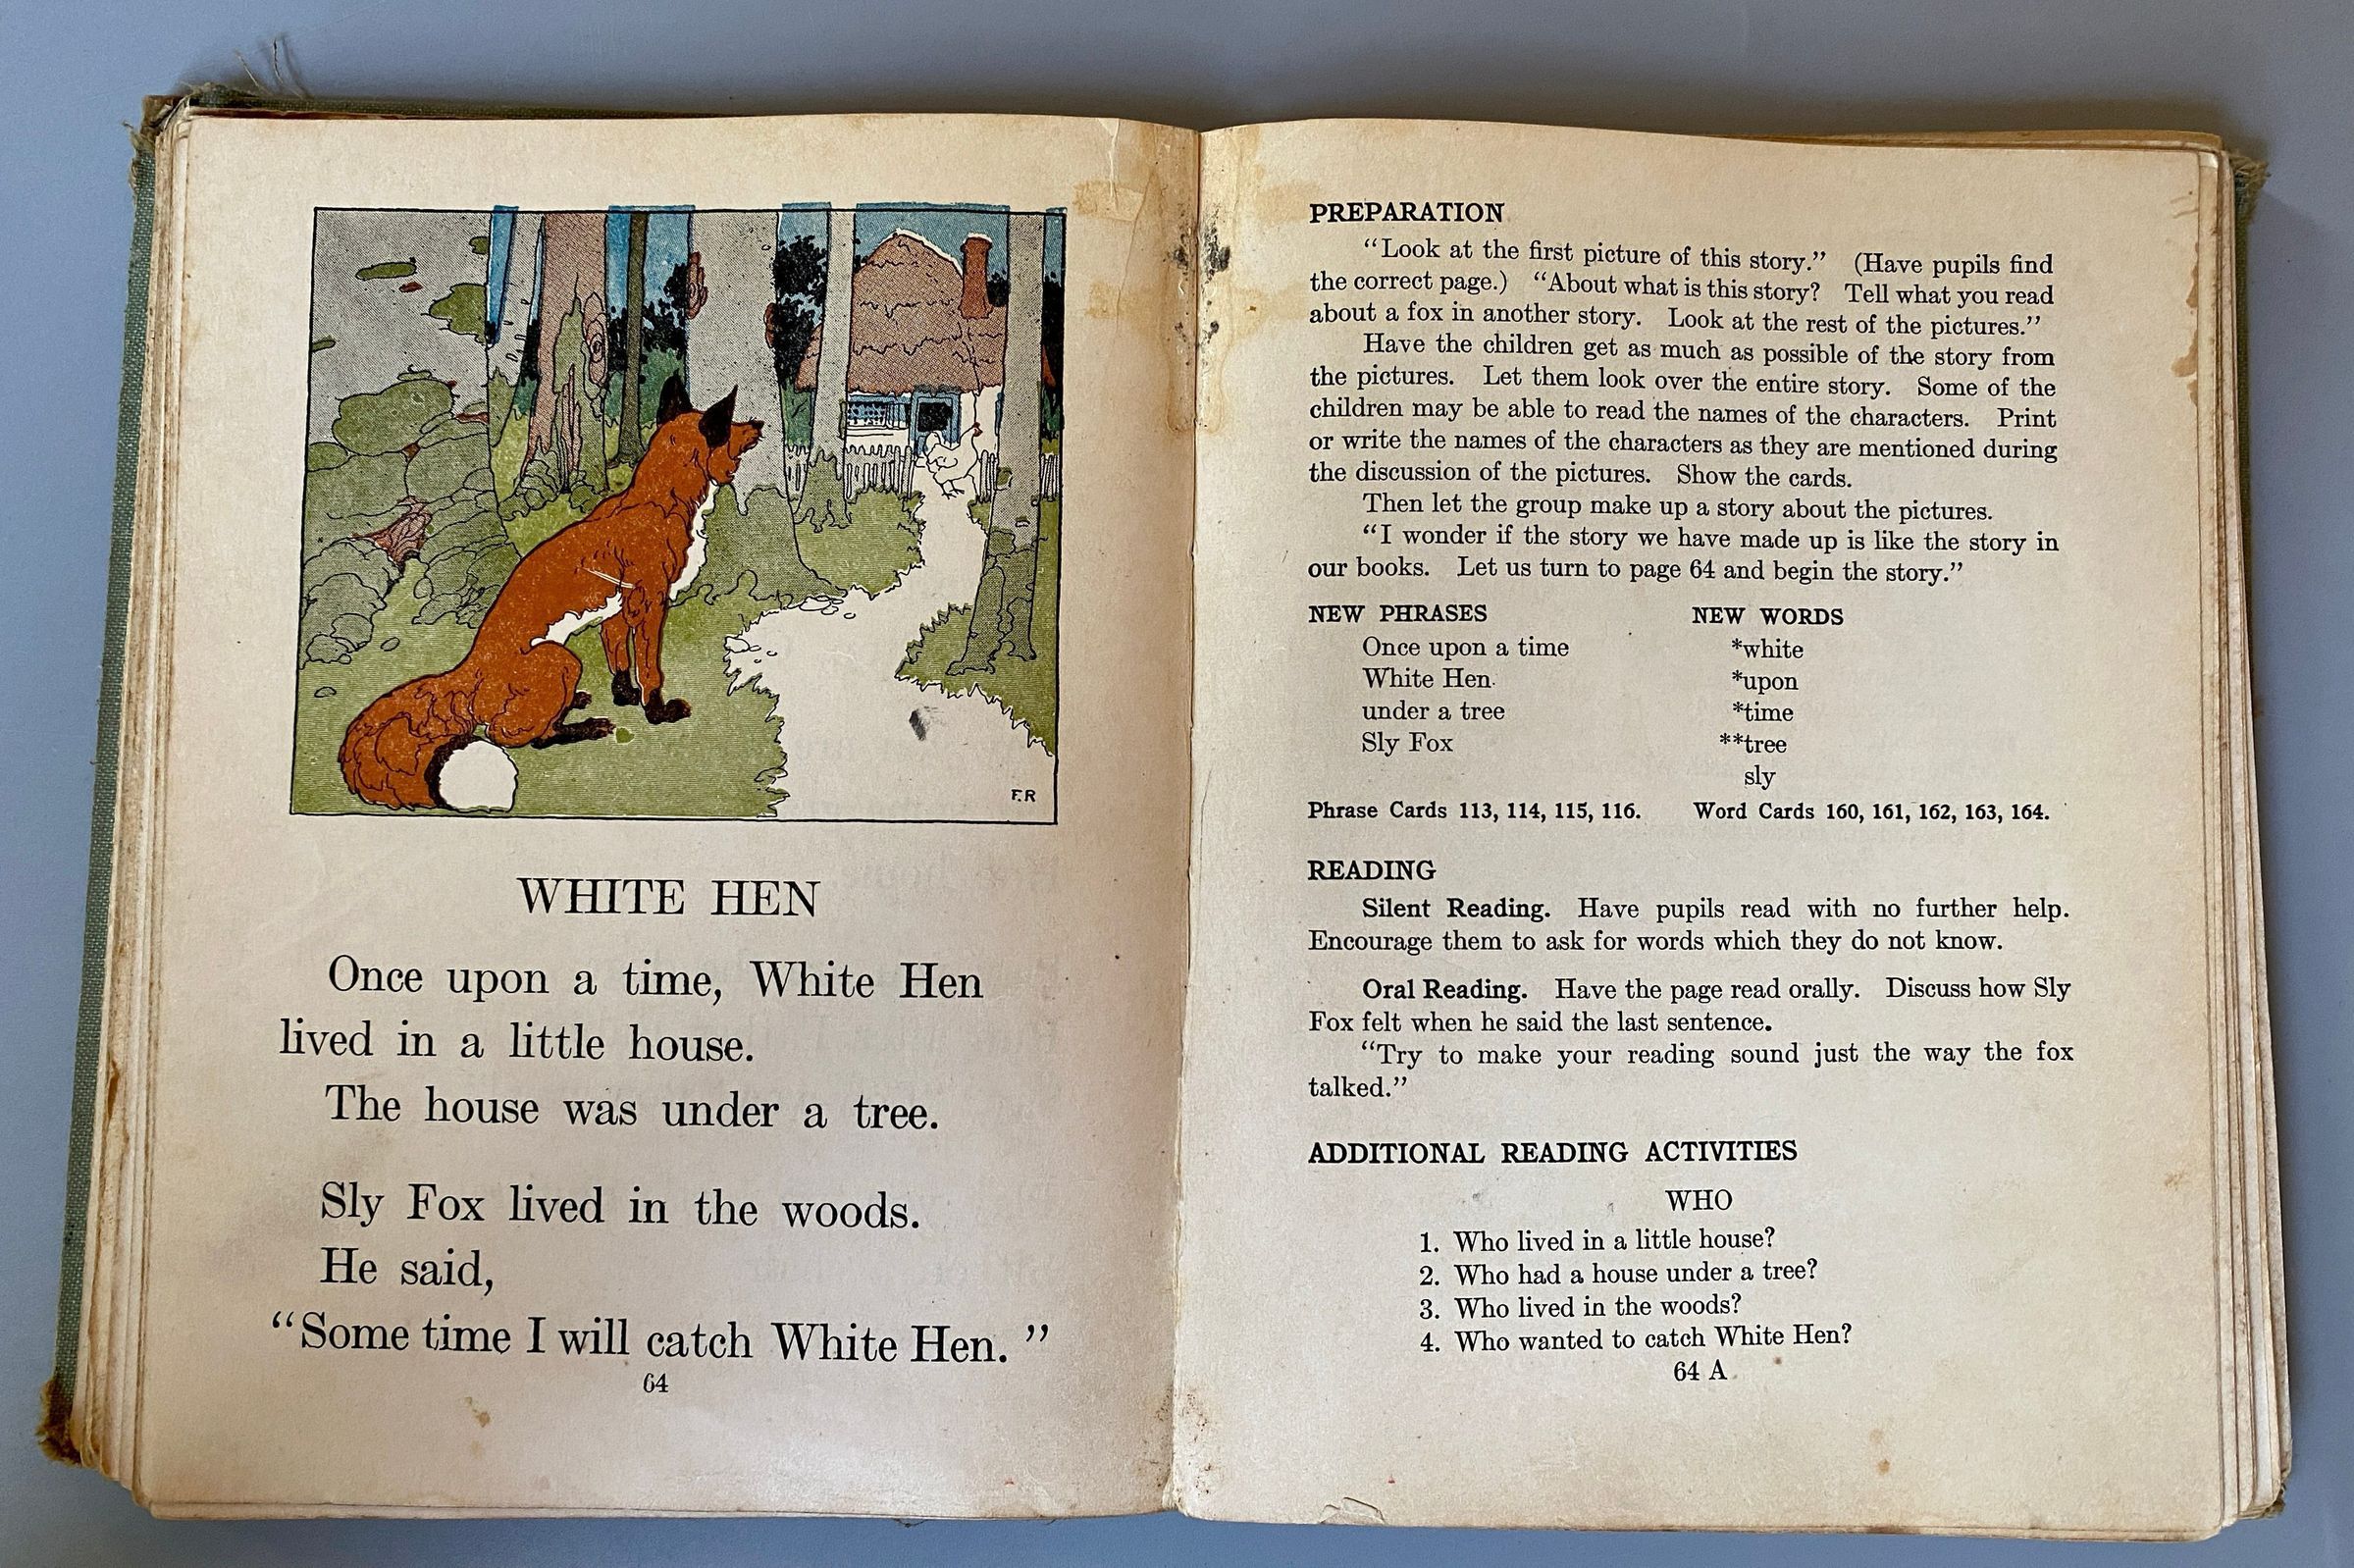 F.R
WHITE HEN
Once upon a time, White Hen
lived in a little house.
The house was under a tree.
Sly Fox lived in the woods.
He said,
“Some time I will catch White Hen. ”
64
PREPARATION
“Look at the first picture of this story.” (Have pupils find
the correct page.) “About what is this story? Tell what you read
about a fox in another story. Look at the rest of the pictures.”
Have the children get as much as possible of the story from
the pictures. Let them look over the entire story. Some of the
children may be able to read the names of the characters. Print
or write the names of the characters as they are mentioned during
the discussion of the pictures. Show the cards.
Then let the group make up a story about the pictures.
“I wonder if the story we have made up is like the story in
our books. Let us turn to page 64 and begin the story.”
NEW PHRASES
Once upon a time
White Hen
under a tree
Sly Fox
Phrase Cards 113, 114, 115, 116.
NEW WORDS
*white
*upon
*time
**tree
sly
Word Cards 160, 161, 162, 163, 164.
READING
Silent Reading. Have pupils read with no further help.
Encourage them to ask for words which they do not know.
Oral Reading. Have the page read orally. Discuss how Sly
Fox felt when he said the last sentence.
“Try to make your reading sound just the way the fox
talked.”
ADDITIONAL READING ACTIVITIES
WHO
1. Who lived in a little house?
2. Who had a house under a tree?
3. Who lived in the woods?
4. Who wanted to catch White Hen?
64 A